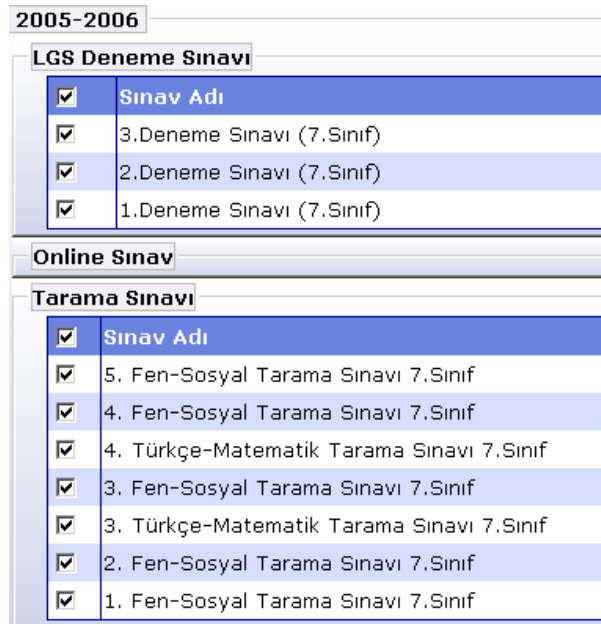 2005-2006
LGS Deneme Sınavı
Sınav Adı
3.Deneme Sınavı (7.Sınıf)
2.Deneme Sınavı (7.Sınıf)
1.Deneme Sınavı (7.Sınıf)
Online Sınav
Tarama Sınavı
Sınav Adı
5. Fen-Sosyal Tarama Sınavı 7.Sınıf
4. Fen-Sosyal Tarama Sınavı 7.Sınıf
4. Türkçe-Matematik Tarama Sınavı 7.Sınıf
3. Fen-Sosyal Tarama Sınavı 7.Sınıf
3. Türkçe-Matematik Tarama Sınavı 7.Sınıf
2. Fen-Sosyal Tarama Sınavı 7.Sınıf
1. Fen-Sosyal Tarama Sınavı 7.Sınıf